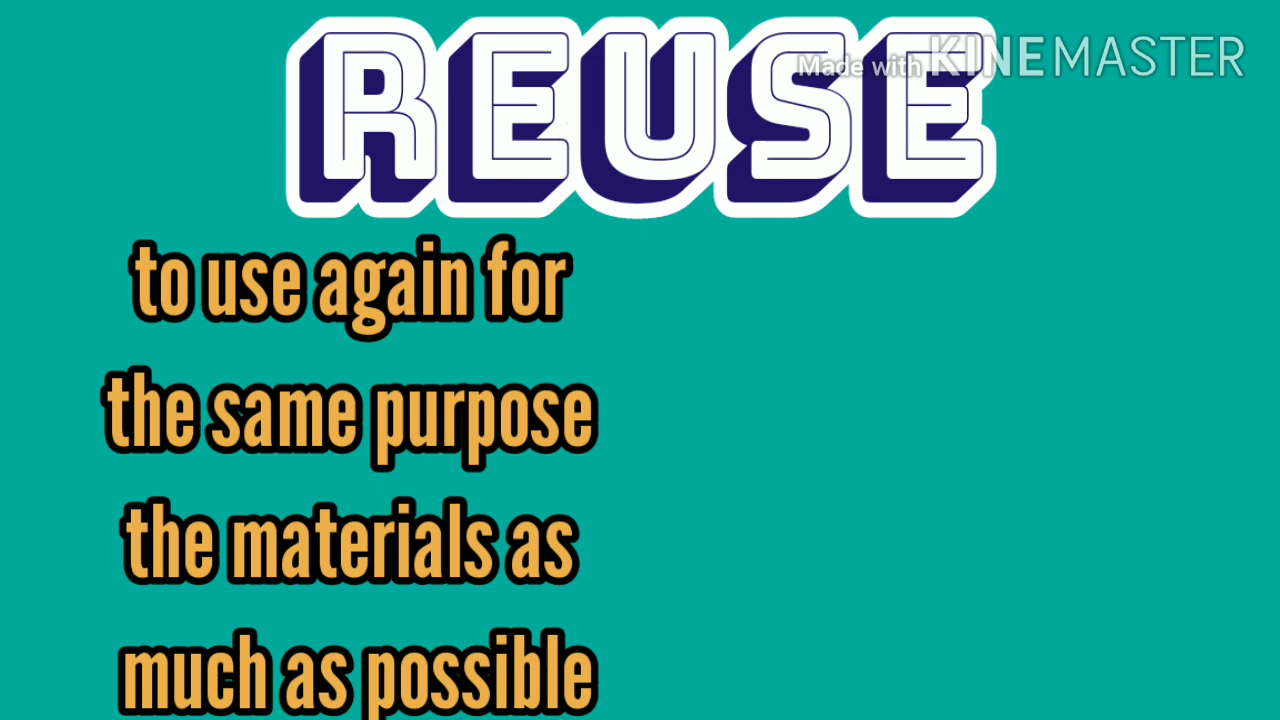 REUSE
Made with KINEMASTER
to use again for
the same purpose
the materials as
much as possible